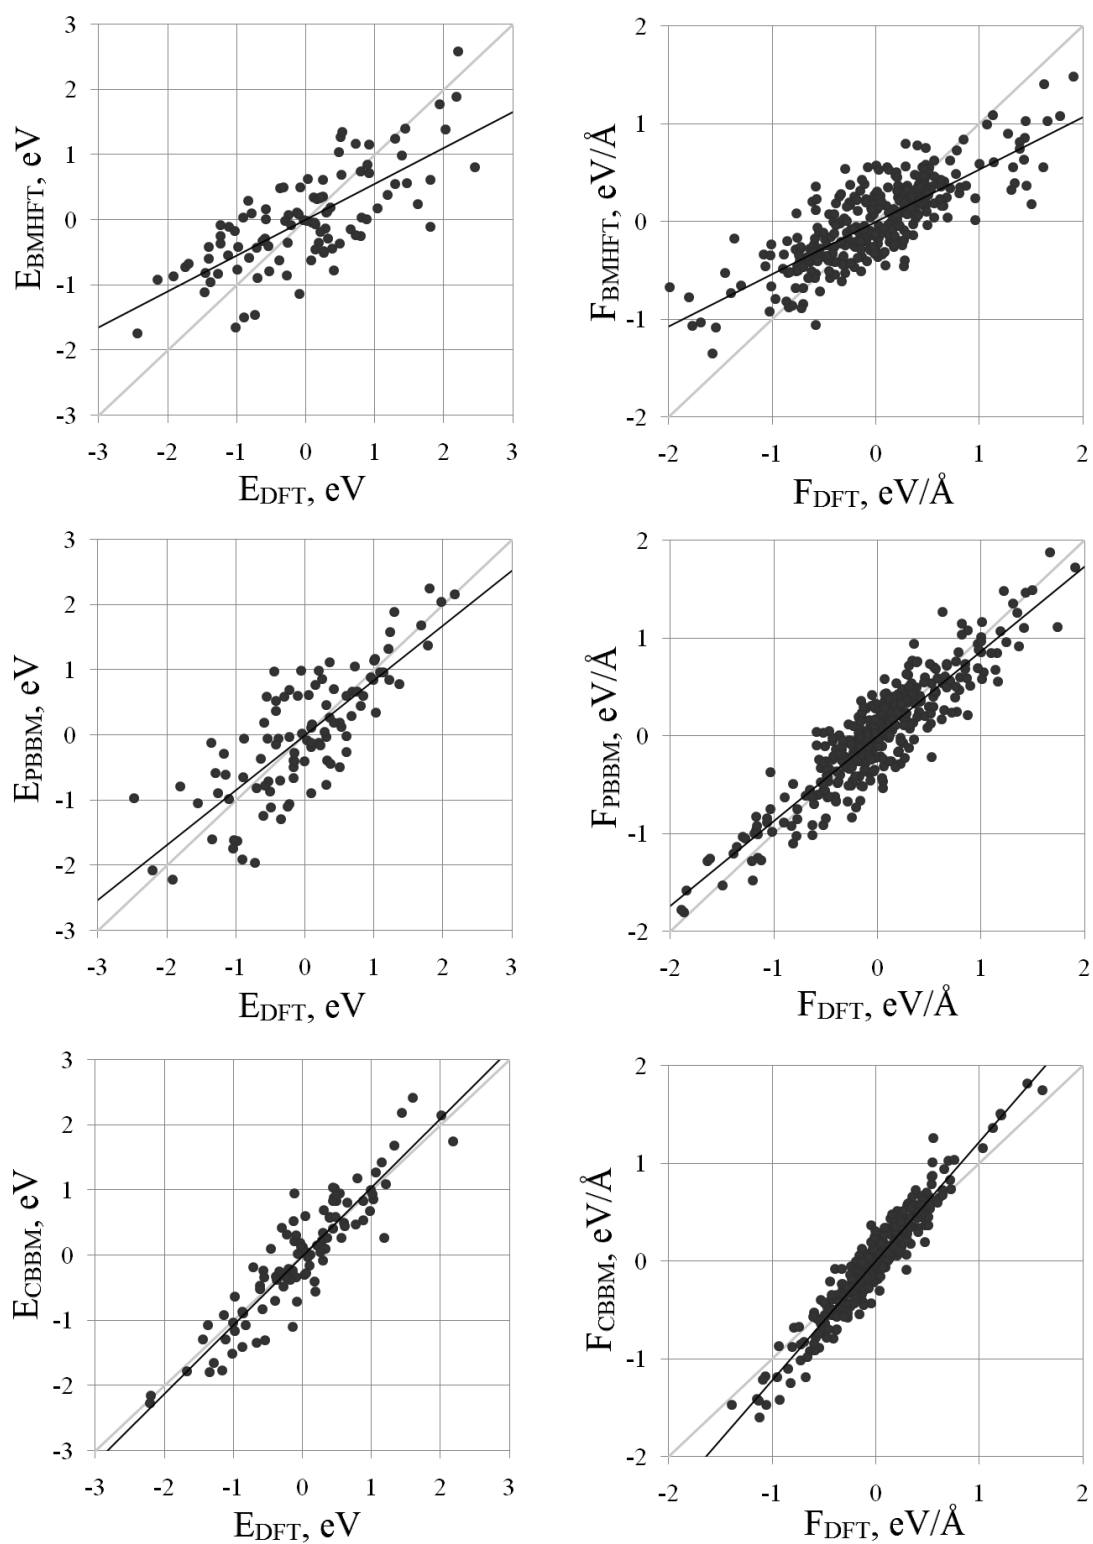 3
2
1
0
-1
-2
-3
-3 -2 -1 0 1 2 3
E_BMHFT, eV
E_DFT, eV
2
1
0
-1
-2
-2 -1 0 1 2
F_BMHFT, eV/Å
F_DFT, eV/Å
3
2
1
0
-1
-2
-3
-3 -2 -1 0 1 2 3
E_PBBM, eV
E_DFT, eV
2
1
0
-1
-2
-2 -1 0 1 2
F_PBBM, eV/Å
F_DFT, eV/Å
3
2
1
0
-1
-2
-3
-3 -2 -1 0 1 2 3
E_CBBM, eV
E_DFT, eV
2
1
0
-1
-2
-2 -1 0 1 2
F_CBBM, eV/Å
F_DFT, eV/Å